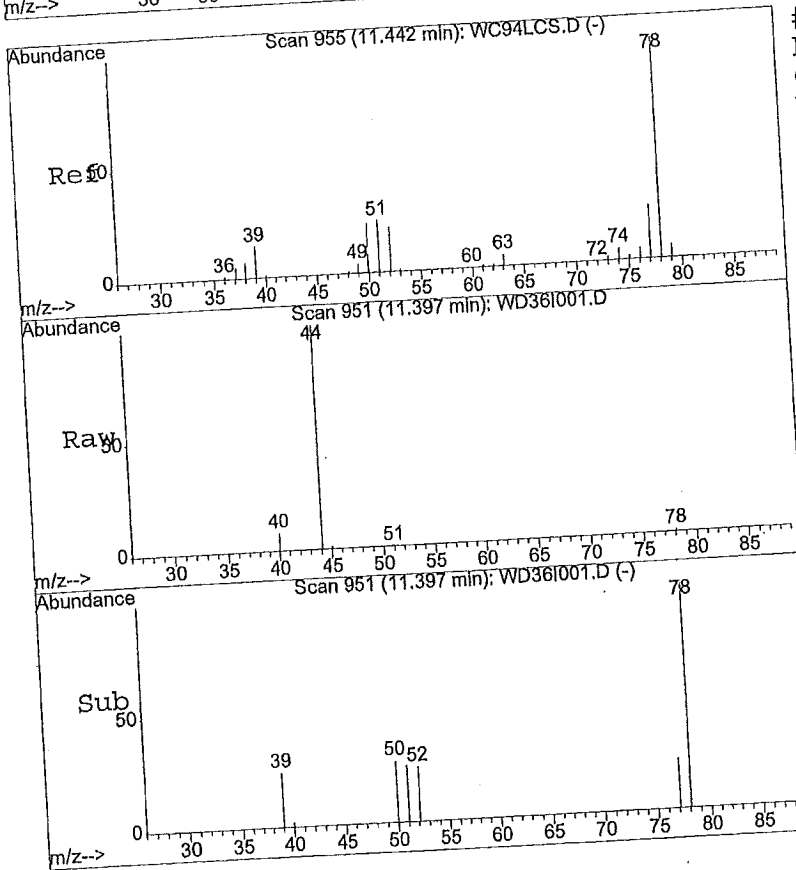 m/z-->
Scan 955 (11.442 min): WC94LCS.D (-)
Abundance
78
Ref
50
51
39
36
49
60
63
72
74
0
30 35 40 45 50 55 60 65 70 75 80 85
m/z-->
Scan 951 (11.397 min): WD36I001.D
Abundance
44
Raw
50
40
51
78
0
30 35 40 45 50 55 60 65 70 75 80 85
m/z-->
Scan 951 (11.397 min): WD36I001.D (-)
Abundance
78
Sub
50
39
50
52
0
30 35 40 45 50 55 60 65 70 75 80 85
m/z-->